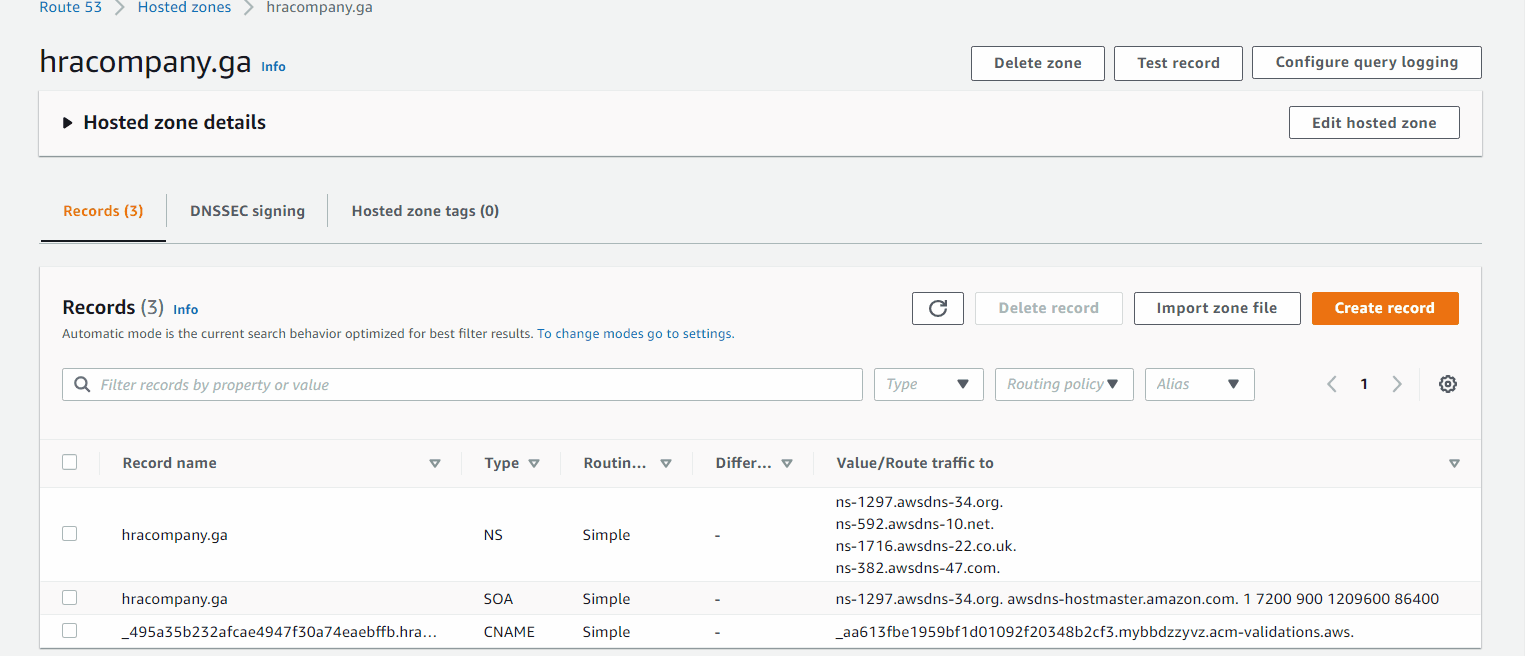 Route 53 > Hosted zones > hracompany.ga
hracompany.ga Info
Delete zone
Test record
Configure query logging
Hosted zone details
Edit hosted zone
Records (3)
DNSSEC signing
Hosted zone tags (0)
Records (3) Info
Delete record
Import zone file
Create record
Automatic mode is the current search behavior optimized for best filter results. To change modes go to settings.
Filter records by property or value
Type
Routing policy
Alias
1
Record name Type Routin... Differ... Value/Route traffic to
ns-1297.awsdns-34.org.
ns-592.awsdns-10.net.
hracompany.ga NS Simple -
ns-1716.awsdns-22.co.uk.
ns-382.awsdns-47.com.
hracompany.ga SOA Simple - ns-1297.awsdns-34.org. awsdns-hostmaster.amazon.com. 1 7200 900 1209600 86400
_495a35b232afcae4947f30a74eaebffb.hra... CNAME Simple - _aa613fbe1959bf1d01092f20348b2cf3.mybbdzzyvz.acm-validations.aws.